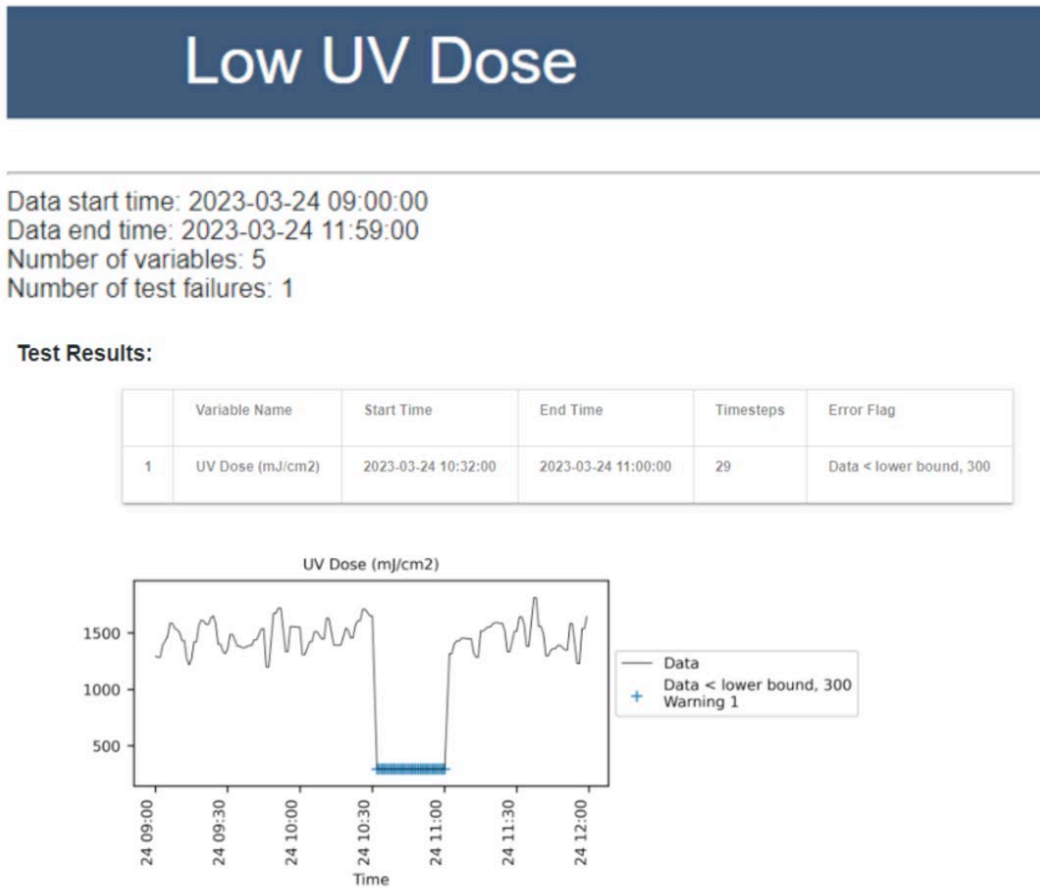 Low UV Dose
Data start time: 2023-03-24 09:00:00
Data end time: 2023-03-24 11:59:00
Number of variables: 5
Number of test failures: 1
Test Results:
Variable Name Start Time End Time Timesteps Error Flag
1 UV Dose (mJ/cm2) 2023-03-24 10:32:00 2023-03-24 11:00:00 29 Data < lower bound, 300
UV Dose (mJ/cm2)
1500
1000
500
Data
Data < lower bound, 300
Warning 1
24 09:00
24 09:30
24 10:00
24 10:30
24 11:00
24 11:30
24 12:00
Time